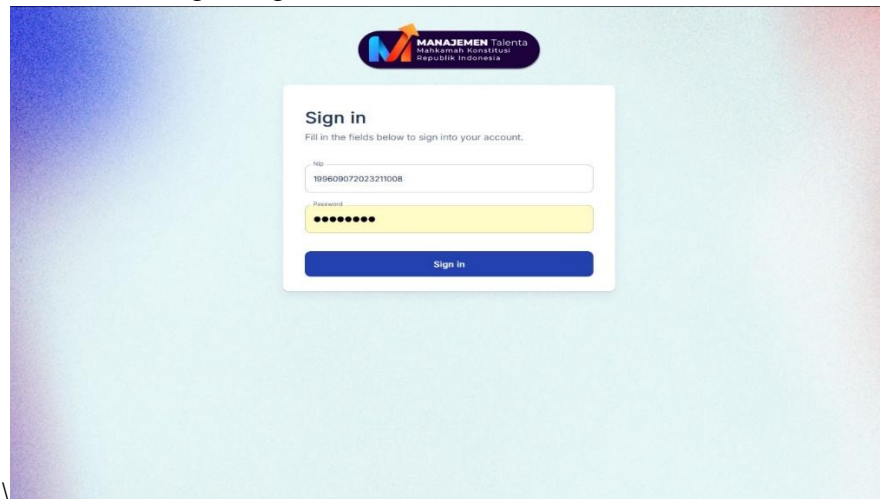 MANAJEMEN Talenta
Mahkamah Konstitusi
Republik Indonesia
Sign in
Fill in the fields below to sign into your account.
Nip
199609072023211008
Password
••••••••
Sign in
\